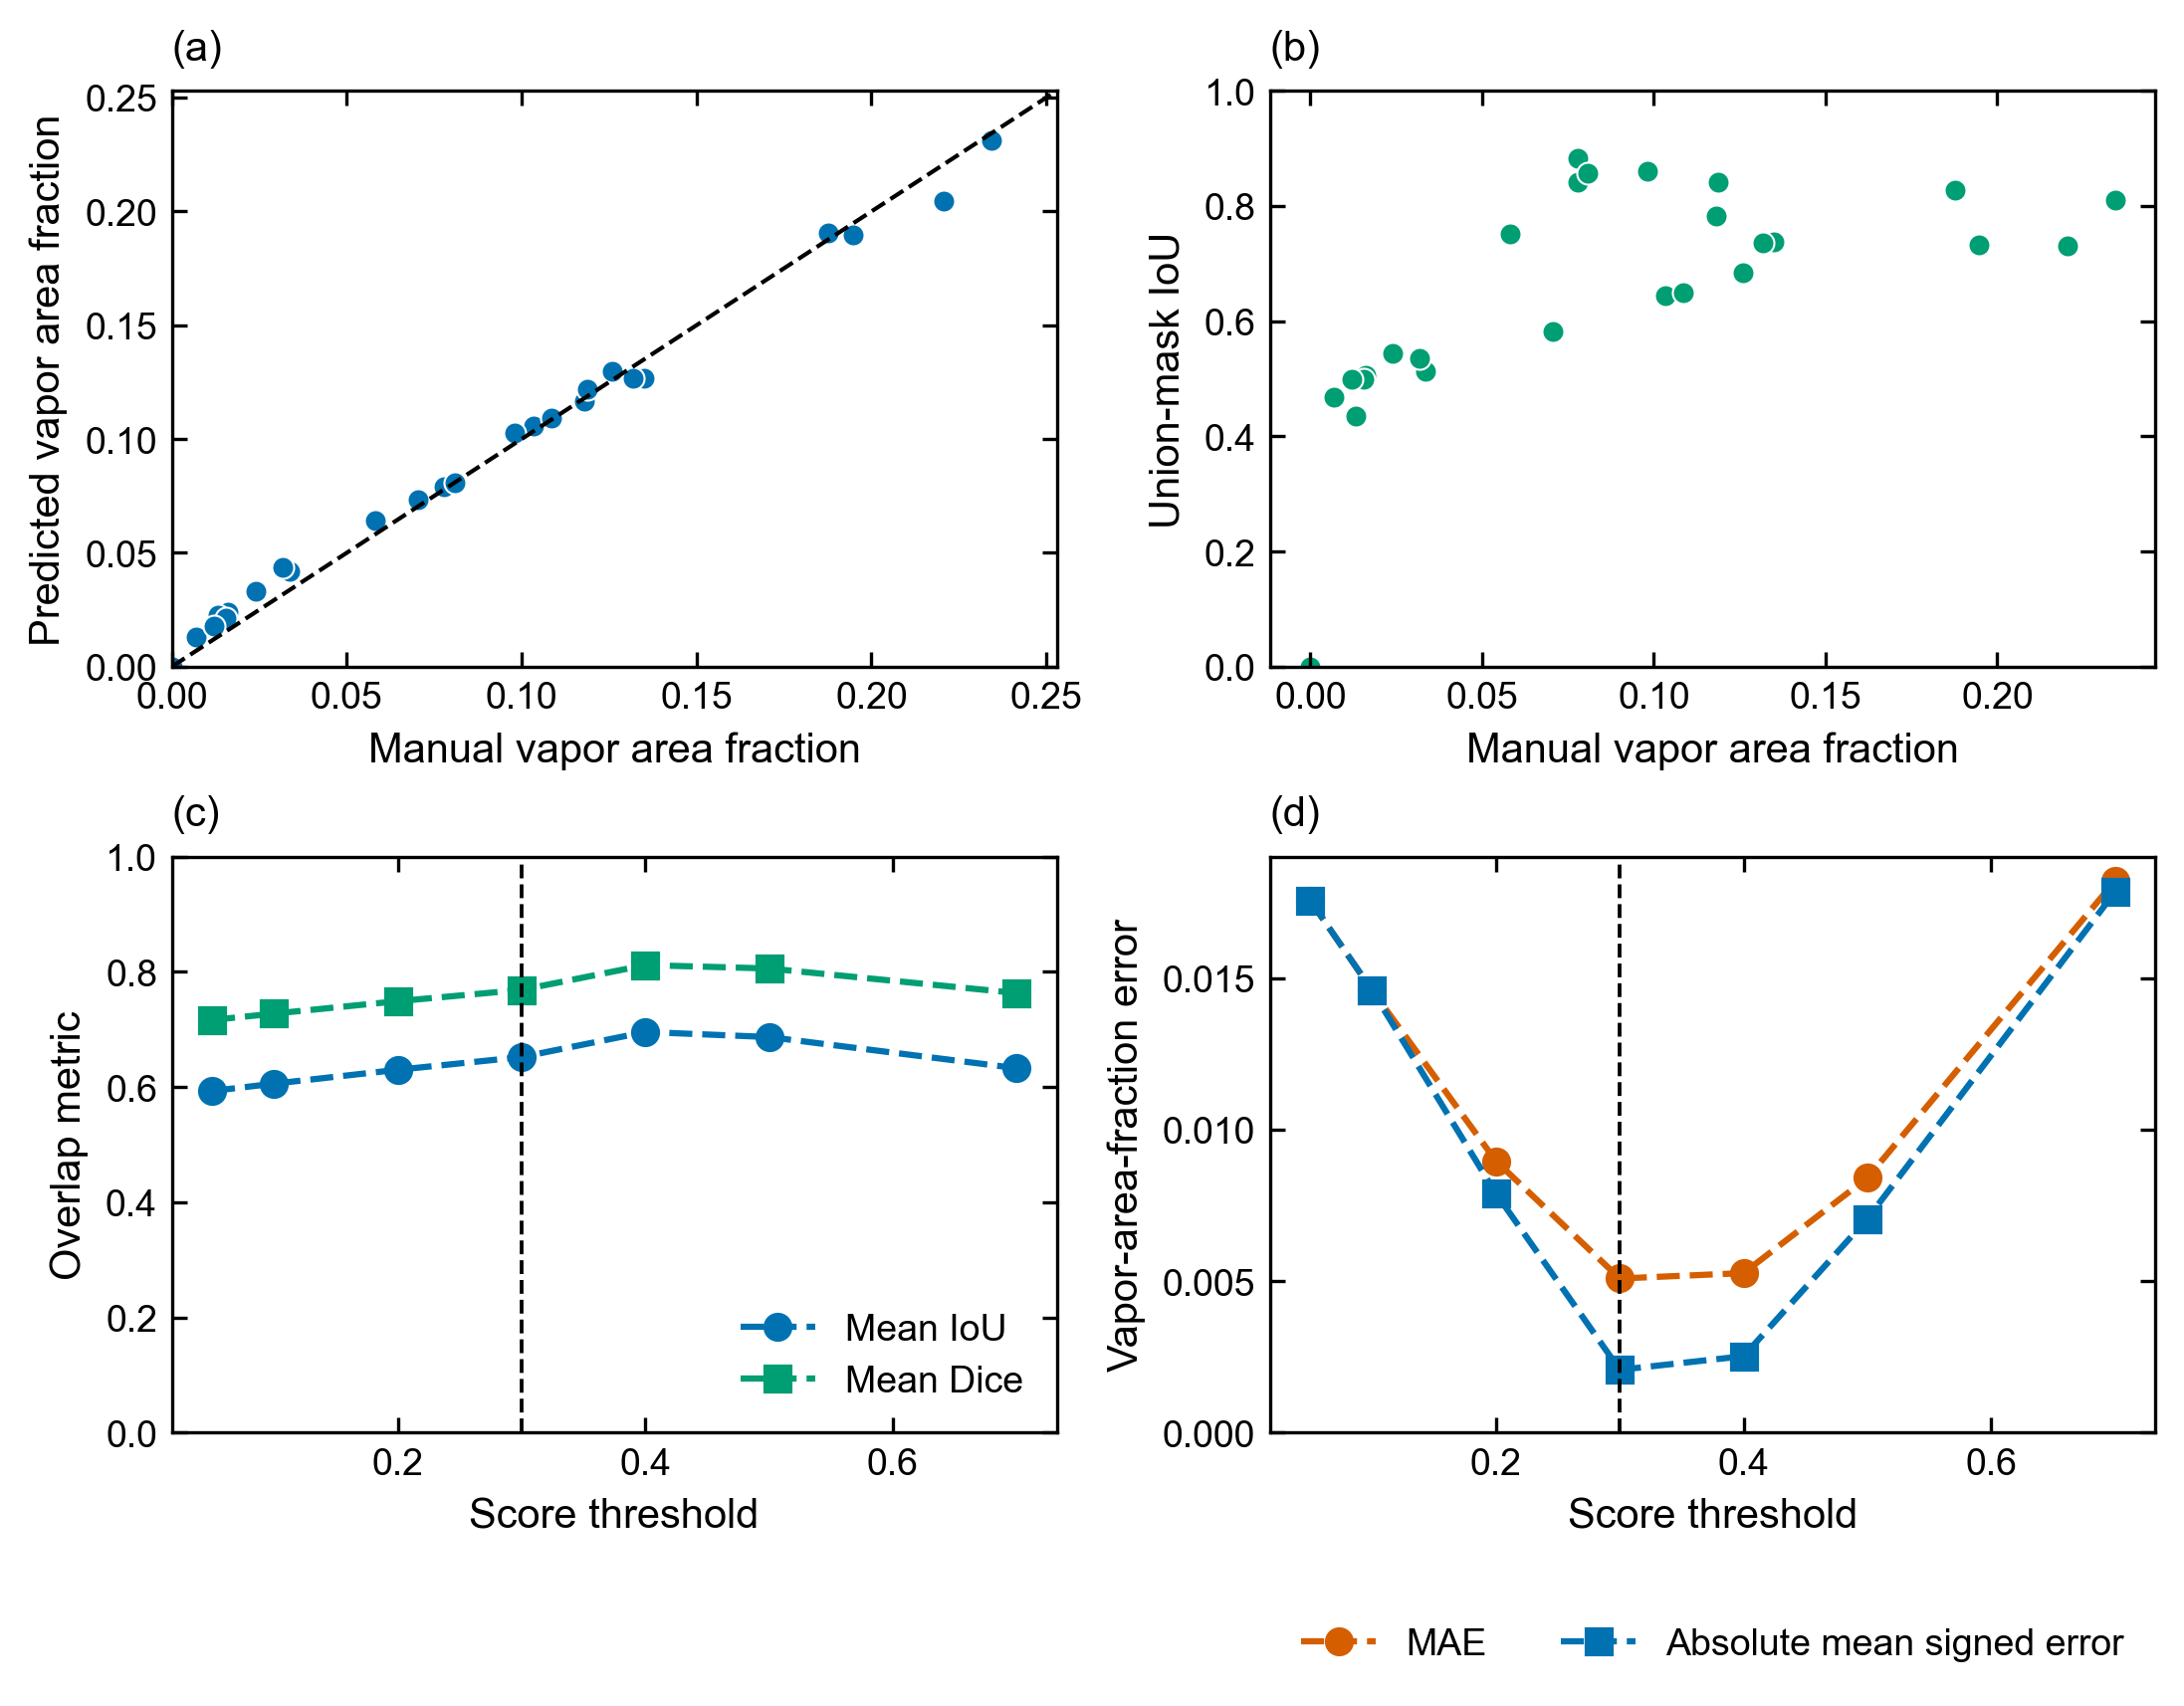 (a)
0.25
0.20
0.15
0.10
0.05
0.00
Predicted vapor area fraction
0.00 0.05 0.10 0.15 0.20 0.25
Manual vapor area fraction
(b)
1.0
0.8
0.6
0.4
0.2
0.0
Union-mask IoU
0.00 0.05 0.10 0.15 0.20
Manual vapor area fraction
(c)
1.0
0.8
0.6
0.4
0.2
0.0
Overlap metric
Mean IoU
Mean Dice
0.2 0.4 0.6
Score threshold
(d)
0.015
0.010
0.005
0.000
Vapor-area-fraction error
0.2 0.4 0.6
Score threshold
MAE Absolute mean signed error